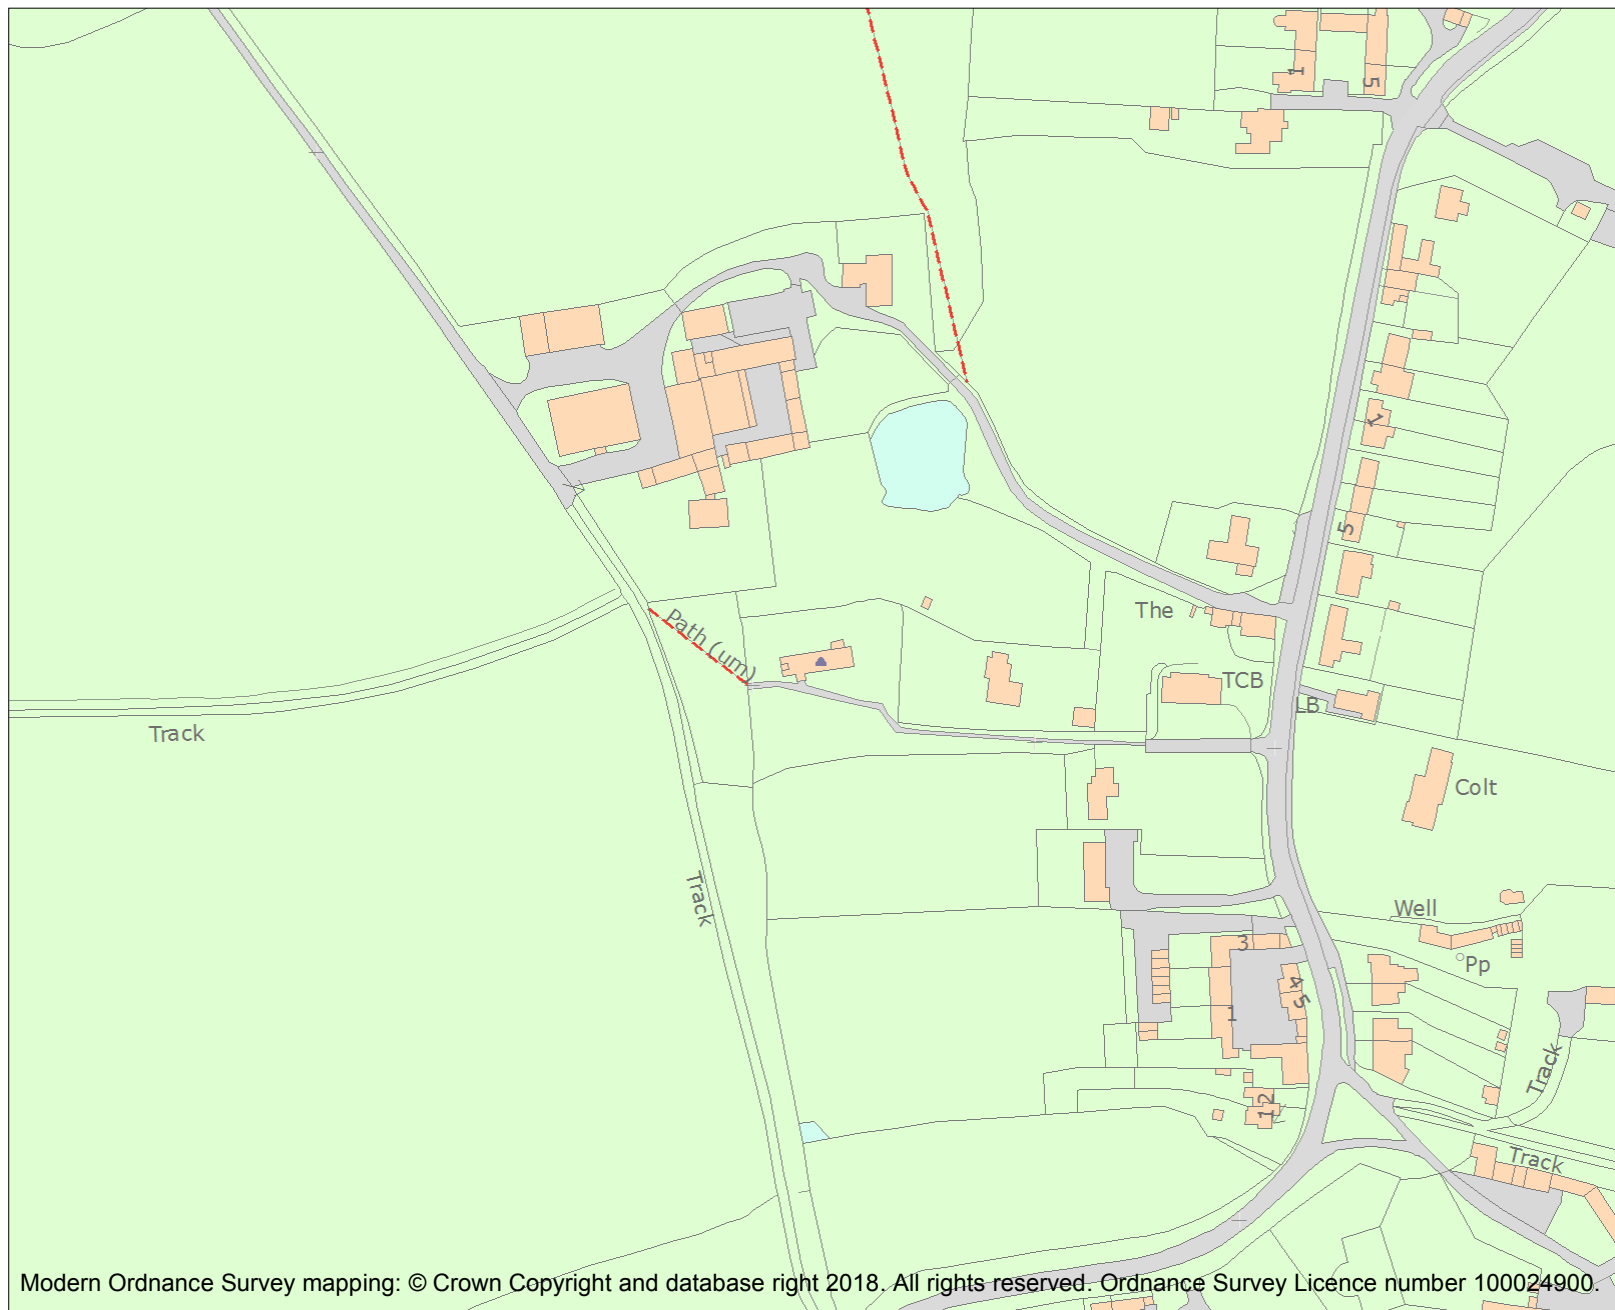 1
5
1
5
The
Path (um)
TCB
LB
Track
Colt
Track
Well
3
Pp
4
5
1
Track
12
Track
Modern Ordnance Survey mapping: © Crown Copyright and database right 2018. All rights reserved. Ordnance Survey Licence number 100024900.